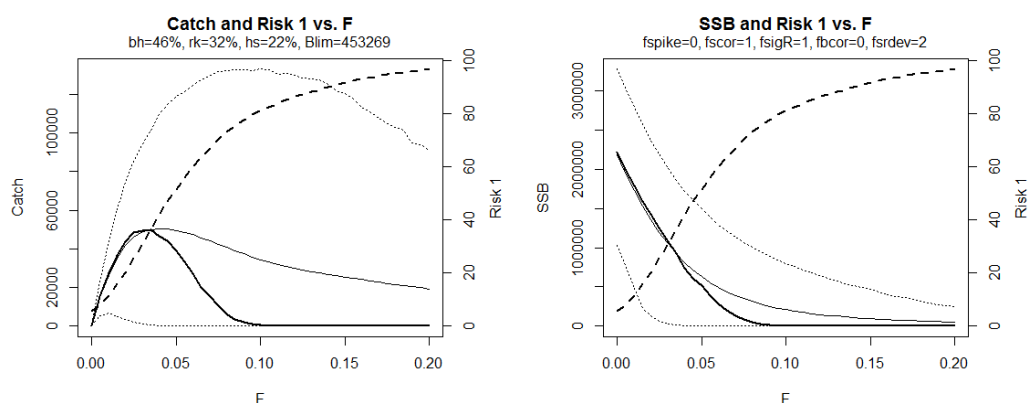 Catch and Risk 1 vs. F
bh=46%, rk=32%, hs=22%, Blim=453269
Catch
0 20000 60000 100000
0 20 40 60 80 100
Risk 1
0.00 0.05 0.10 0.15 0.20
F
SSB and Risk 1 vs. F
fspike=0, fscor=1, fsigR=1, fbcor=0, fsrdev=2
SSB
0 1000000 2000000 3000000
0 20 40 60 80 100
Risk 1
0.00 0.05 0.10 0.15 0.20
F